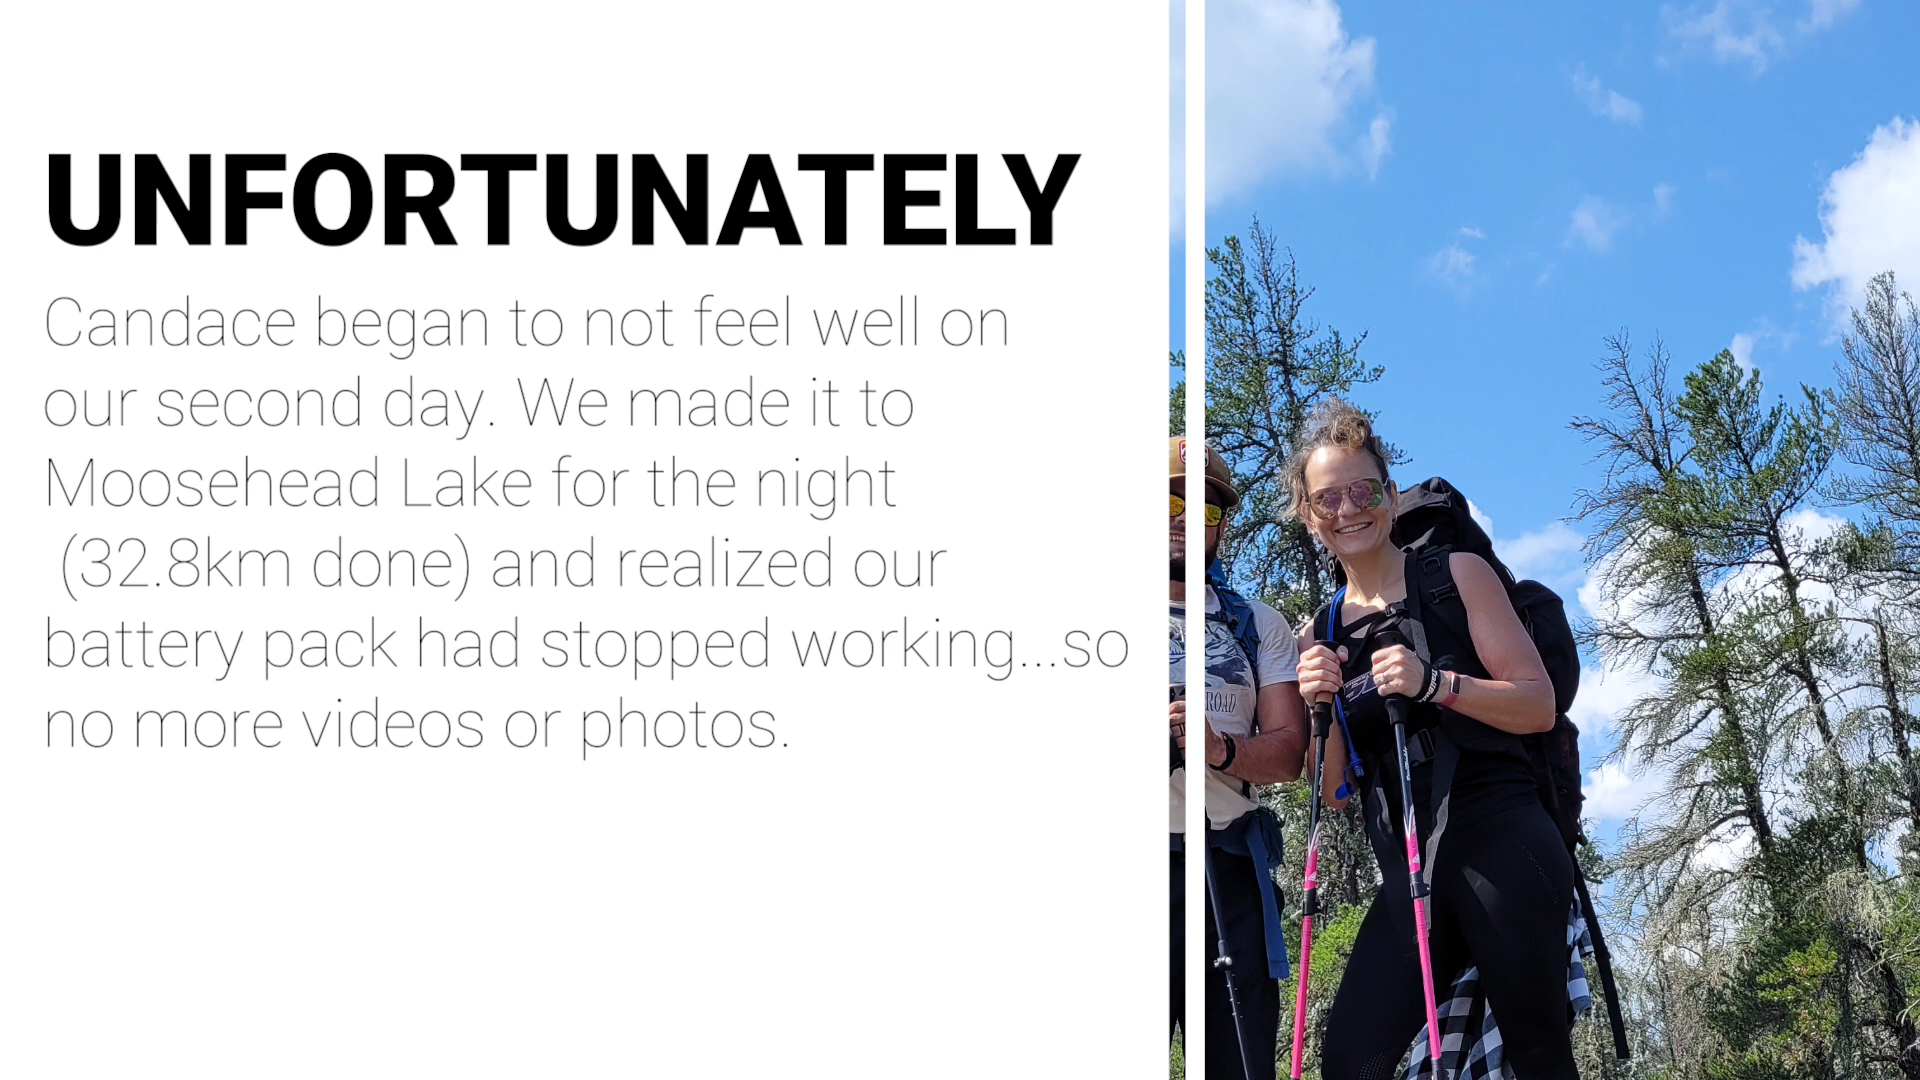 UNFORTUNATELY
Candace began to not feel well on
our second day. We made it to
Moosehead Lake for the night
(32.8km done) and realized our
battery pack had stopped working...so
no more videos or photos.
ROAD